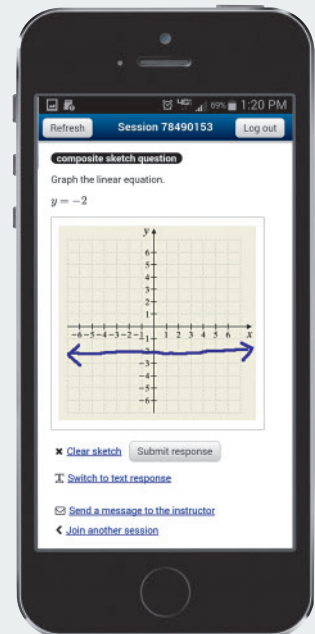 4G 69% 1:20 PM
Refresh Session 78490153 Log out
composite sketch question
Graph the linear equation.
y = −2
y
6
5
4
3
2
1
−6 −5 −4 −3 −2 −1 1 2 3 4 5 6 x
−1
−2
−3
−4
−5
−6
Clear sketch Submit response
Switch to text response
Send a message to the instructor
Join another session